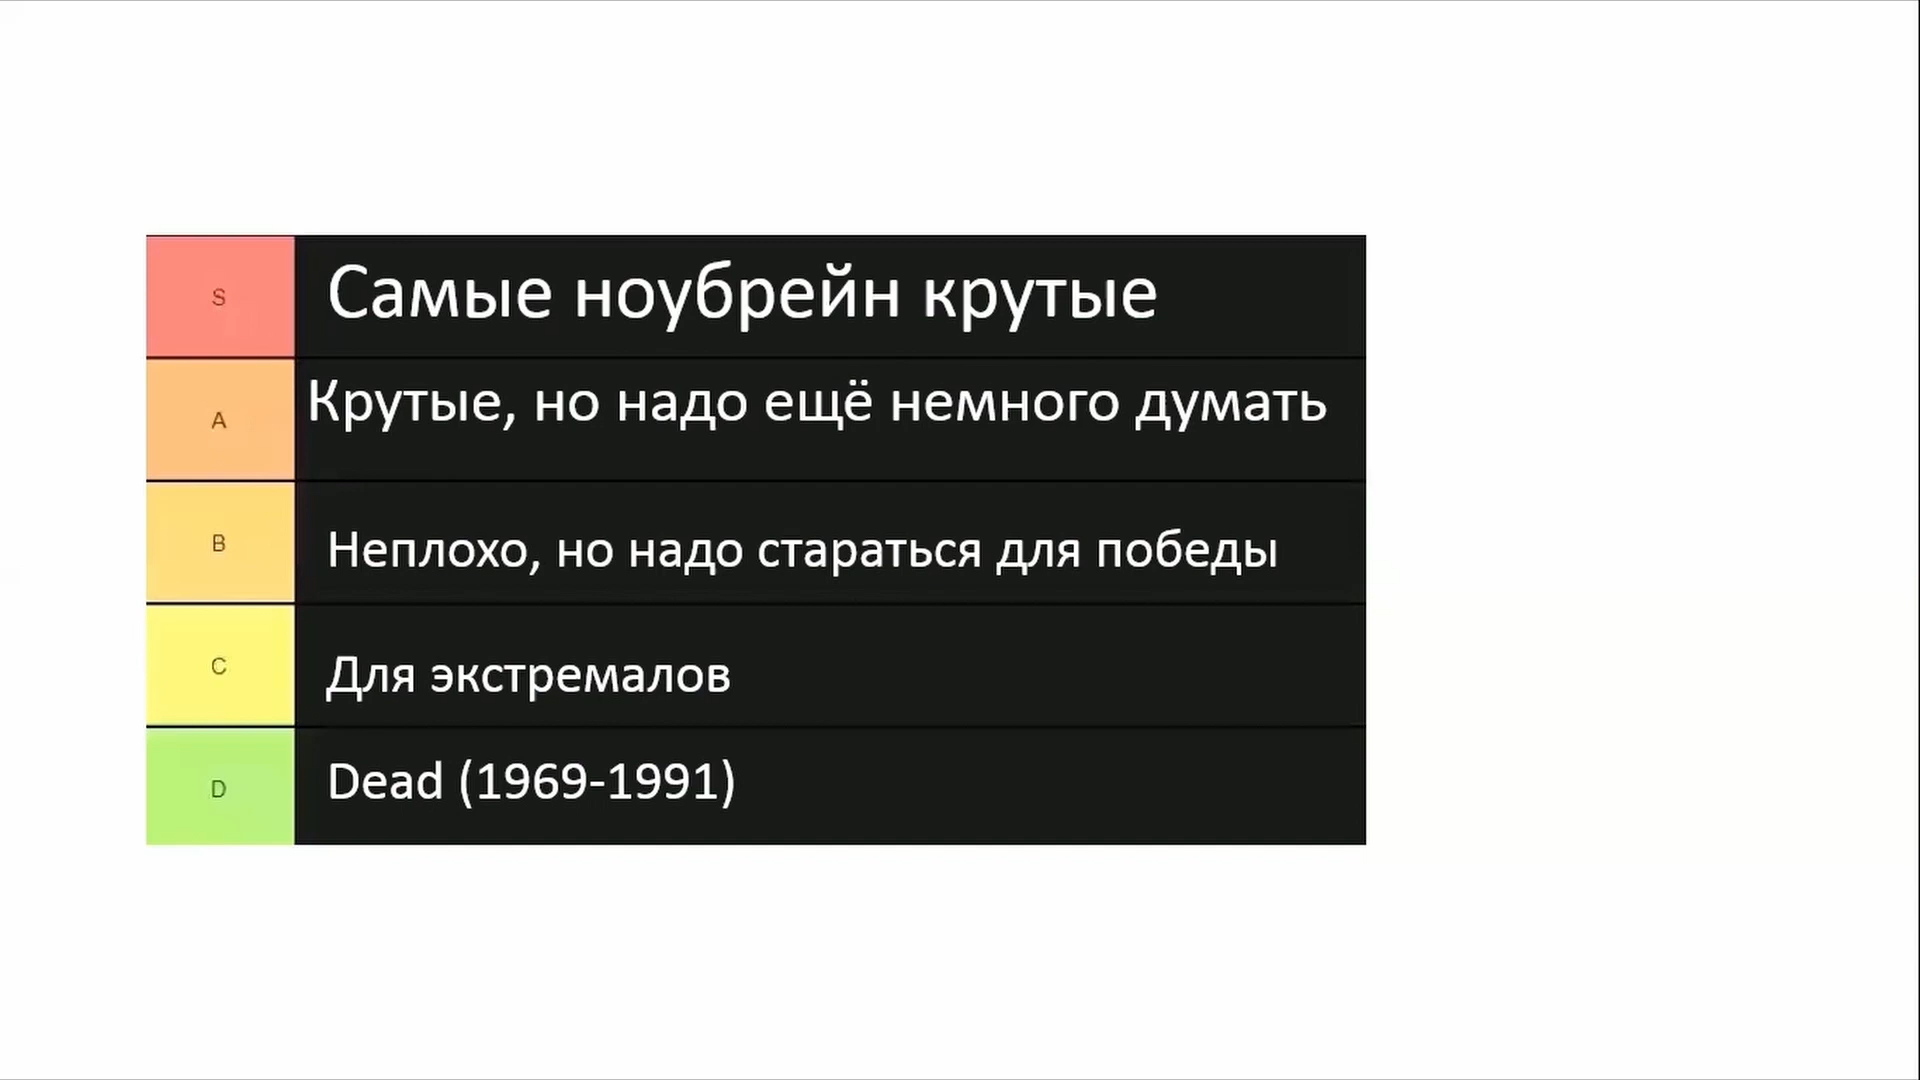 S Самые ноубрейн крутые
A Крутые, но надо ещё немного думать
B Неплохо, но надо стараться для победы
C Для экстремалов
D Dead (1969-1991)